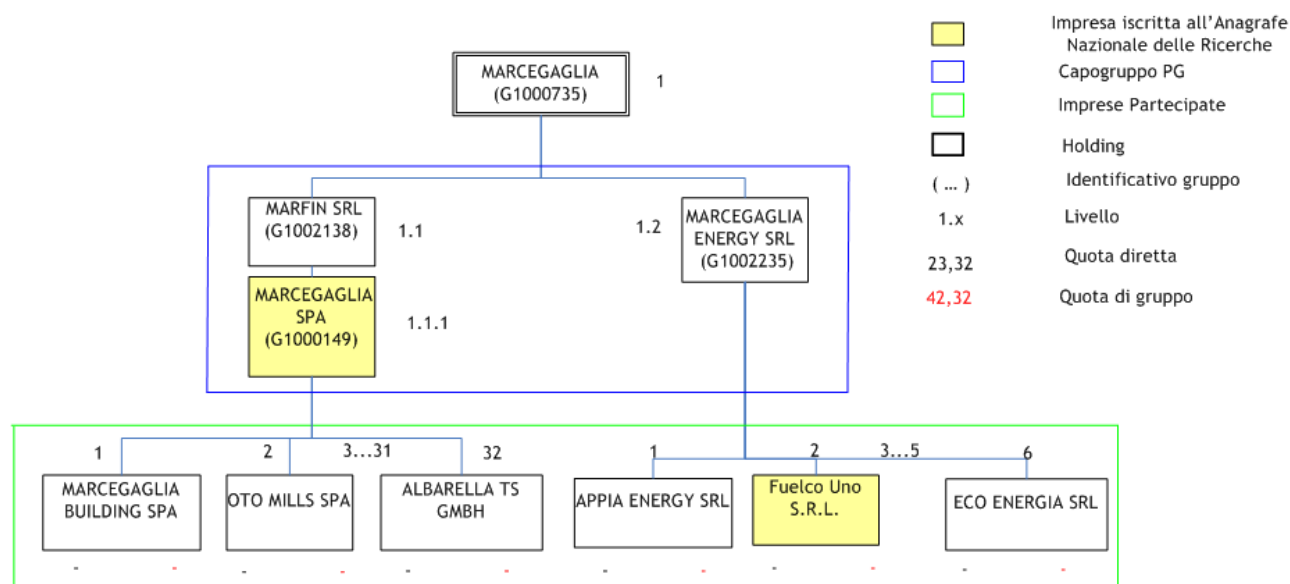 MARCEGAGLIA
(G1000735)
1
MARFIN SRL
(G1002138)
1.1
MARCEGAGLIA
SPA
(G1000149)
1.1.1
1.2
MARCEGAGLIA
ENERGY SRL
(G1002235)
1
2
3...31
32
1
2
3...5
6
MARCEGAGLIA
BUILDING SPA
OTO MILLS SPA
ALBARELLA TS
GMBH
APPIA ENERGY SRL
Fuelco Uno
S.R.L.
ECO ENERGIA SRL
- -
- -
- -
- -
- -
- -
Impresa iscritta all'Anagrafe
Nazionale delle Ricerche
Capogruppo PG
Imprese Partecipate
Holding
( ... )
Identificativo gruppo
1.x
Livello
23,32
Quota diretta
42,32
Quota di gruppo